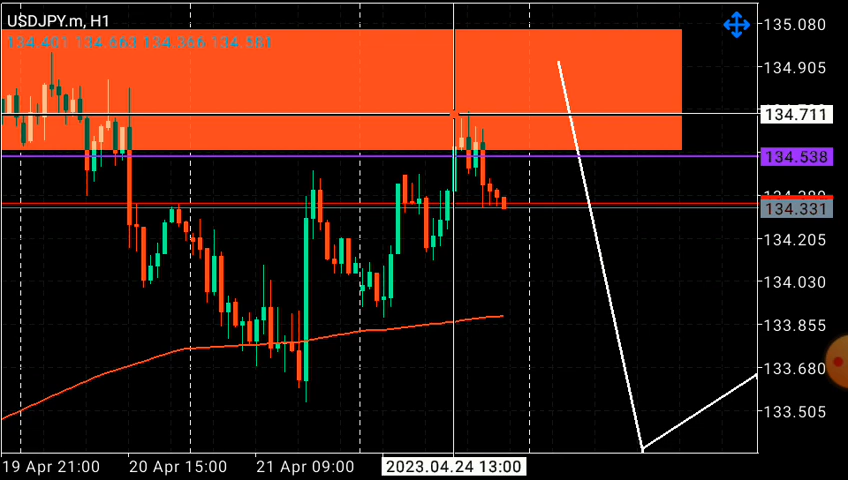 USDJPY.m, H1
134.401 134.663 134.366 134.381
135.080
134.905
134.711
134.538
134.331
134.205
134.030
133.855
133.680
133.505
19 Apr 21:00
20 Apr 15:00
21 Apr 09:00
2023.04.24 13:00